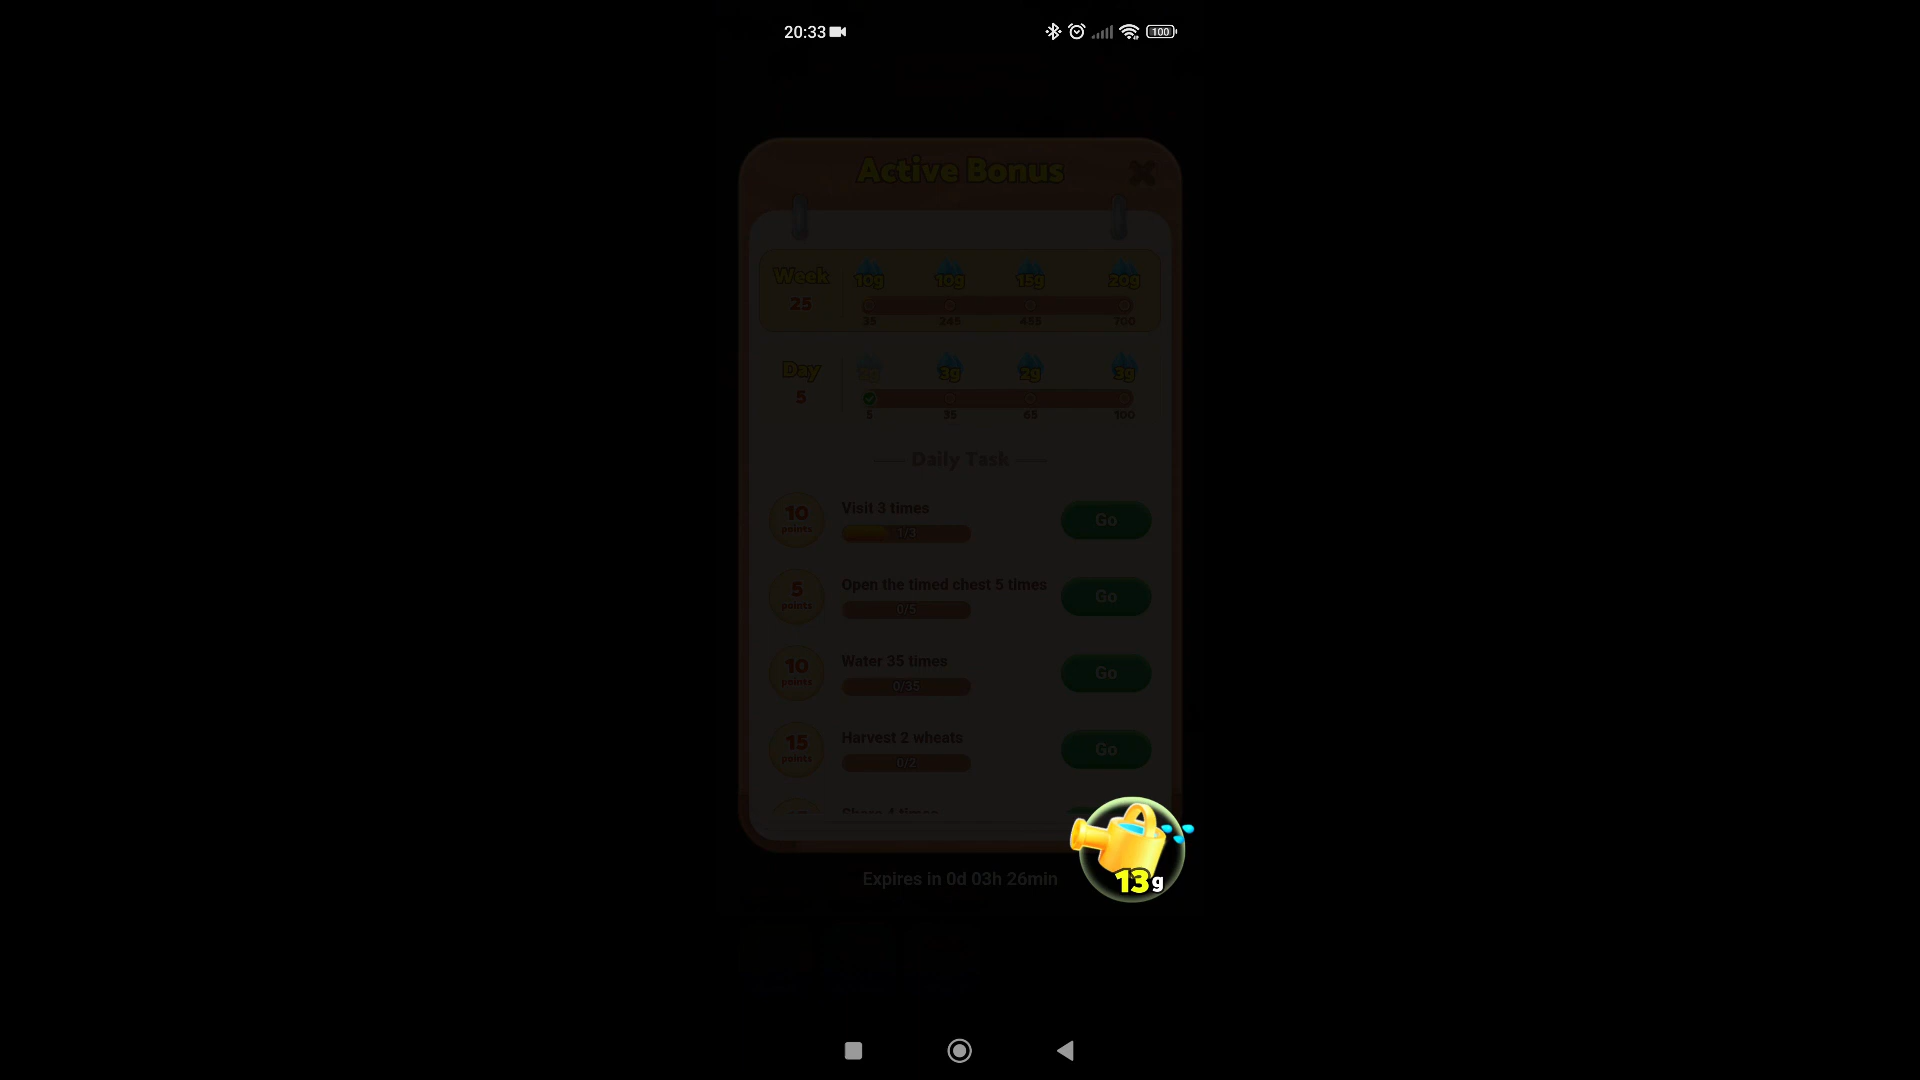 20:33
100
Active Bonus
Week
10g 10g 15g 20g
25
35 245 455 700
Day
3g 2g 3g
5
5 35 65 100
Daily Task
10 points
Visit 3 times
1/3
Go
5 points
Open the timed chest 5 times
0/5
Go
10 points
Water 35 times
0/35
Go
15 points
Harvest 2 wheats
0/2
Go
13g
Expires in 0d 03h 26min